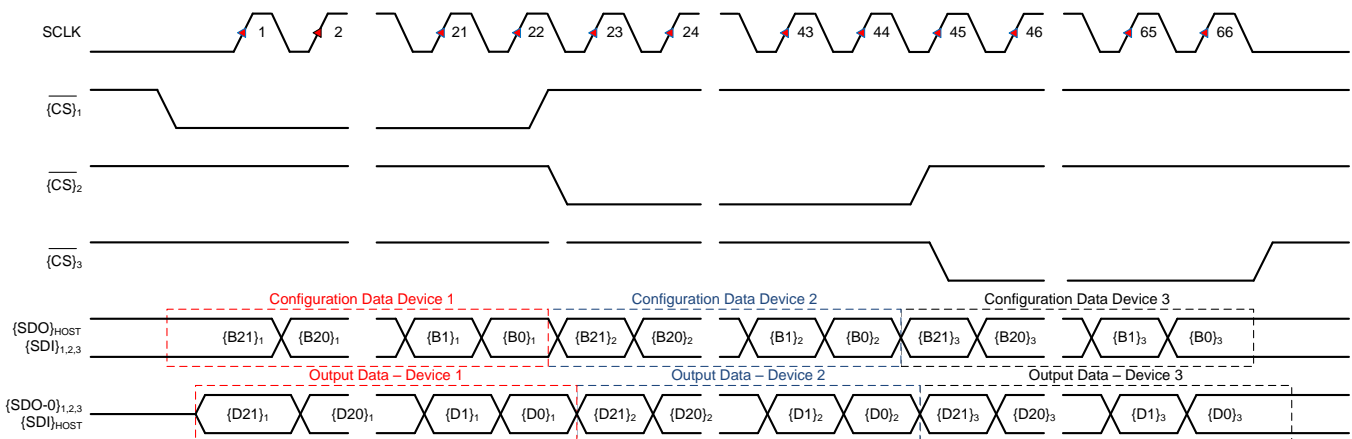 SCLK 1 2 21 22 23 24 43 44 45 46 65 66
{CS}1
{CS}2
{CS}3
Configuration Data Device 1 Configuration Data Device 2 Configuration Data Device 3
{SDO}HOST
{SDI}1,2,3
{B21}1 {B20}1 {B1}1 {B0}1 {B21}2 {B20}2 {B1}2 {B0}2 {B21}3 {B20}3 {B1}3 {B0}3
Output Data – Device 1 Output Data – Device 2 Output Data – Device 3
{SDO-0}1,2,3
{SDI}HOST
{D21}1 {D20}1 {D1}1 {D0}1 {D21}2 {D20}2 {D1}2 {D0}2 {D21}3 {D20}3 {D1}3 {D0}3